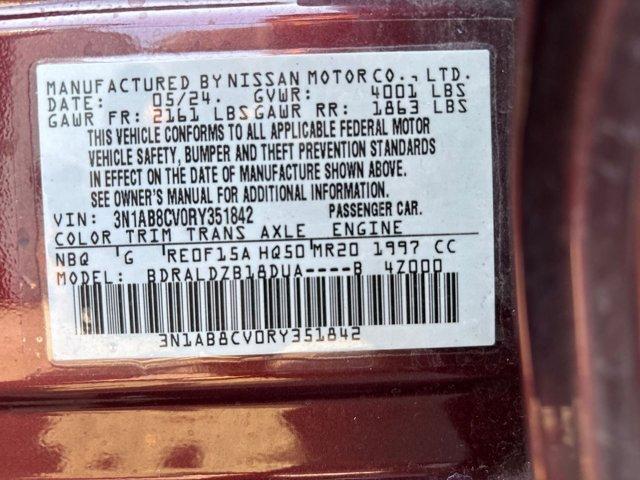 MANUFACTURED BY NISSAN MOTOR CO., LTD.
DATE: 05/24. GVWR: 4001 LBS
GAWR FR: 2161 LBS GAWR RR: 1863 LBS
THIS VEHICLE CONFORMS TO ALL APPLICABLE FEDERAL MOTOR
VEHICLE SAFETY, BUMPER AND THEFT PREVENTION STANDARDS
IN EFFECT ON THE DATE OF MANUFACTURE SHOWN ABOVE.
SEE OWNER'S MANUAL FOR ADDITIONAL INFORMATION.
VIN: 3N1AB8CV0RY351842 PASSENGER CAR.
COLOR TRIM TRANS AXLE ENGINE
NBQ G RE0F15A HQ50 MR20 1997 CC
MODEL: BDRALDZB18DUA----B 4Z000
3N1AB8CV0RY351842